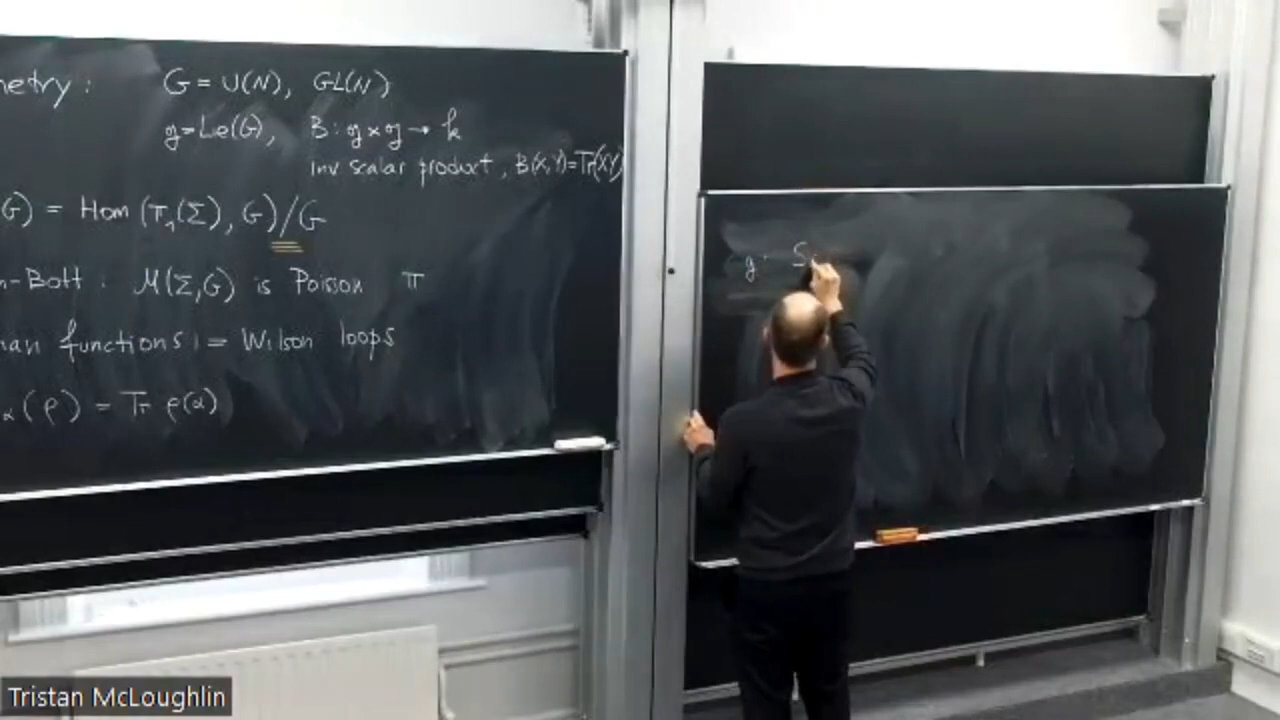 netry : G = U(N), GL(N)
g = Lie(G), B : g × g → k
inv scalar product, B(X,Y)=Tr(XY)
G) = Hom (π₁(Σ), G)/G
n-Bott : M(Σ,G) is Poisson π
nan functions := Wilson loops
α(ρ) = Tr ρ(α)
g : S
Tristan McLoughlin